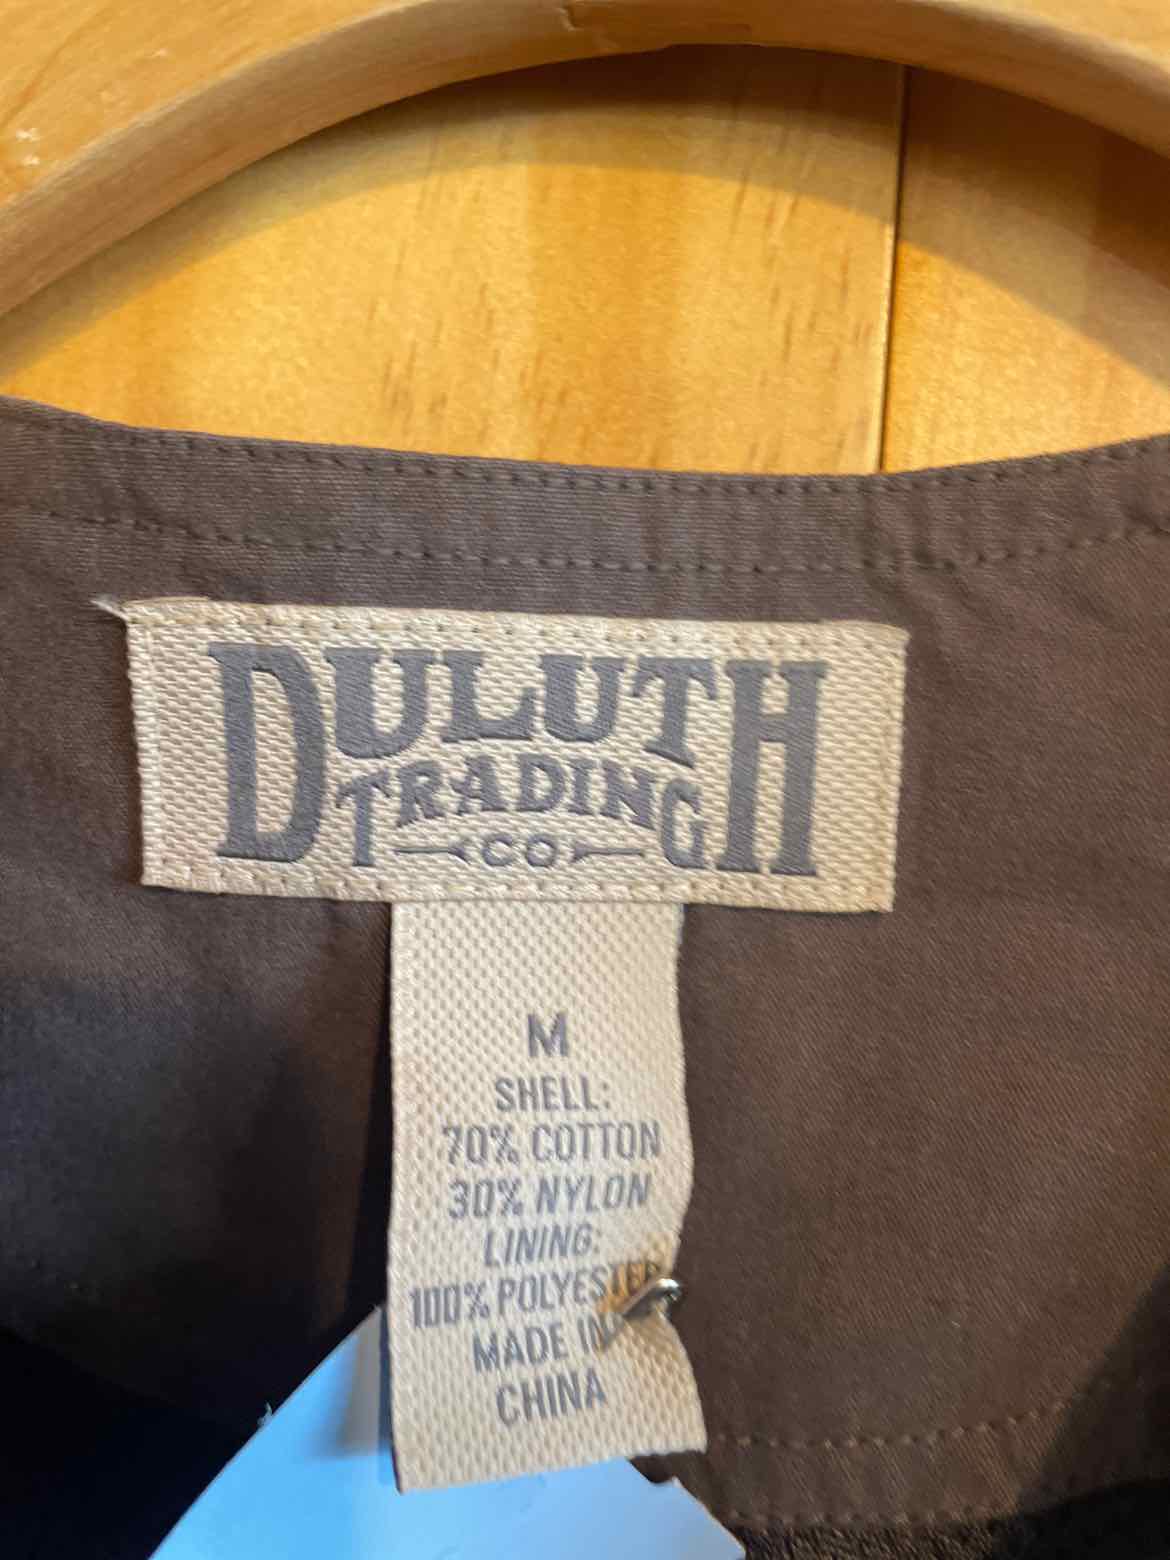 DULUTH
TRADING
CO
M
SHELL:
70% COTTON
30% NYLON
LINING:
100% POLYESTER
MADE IN
CHINA